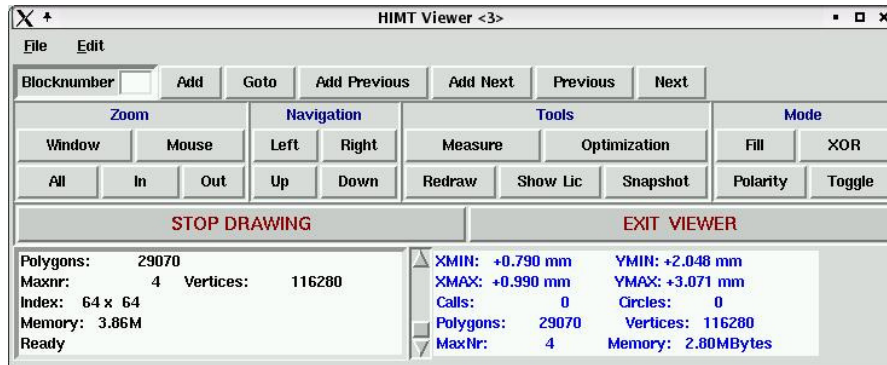 HIMT Viewer <3>
File Edit
Blocknumber Add Goto Add Previous Add Next Previous Next
Zoom Navigation Tools Mode
Window Mouse Left Right Measure Optimization Fill XOR
All In Out Up Down Redraw Show Lic Snapshot Polarity Toggle
STOP DRAWING EXIT VIEWER
Polygons: 29070
Maxnr: 4 Vertices: 116280
Index: 64 x 64
Memory: 3.86M
Ready
XMIN: +0.790 mm YMIN: +2.048 mm
XMAX: +0.990 mm YMAX: +3.071 mm
Calls: 0 Circles: 0
Polygons: 29070 Vertices: 116280
MaxNr: 4 Memory: 2.80MBytes